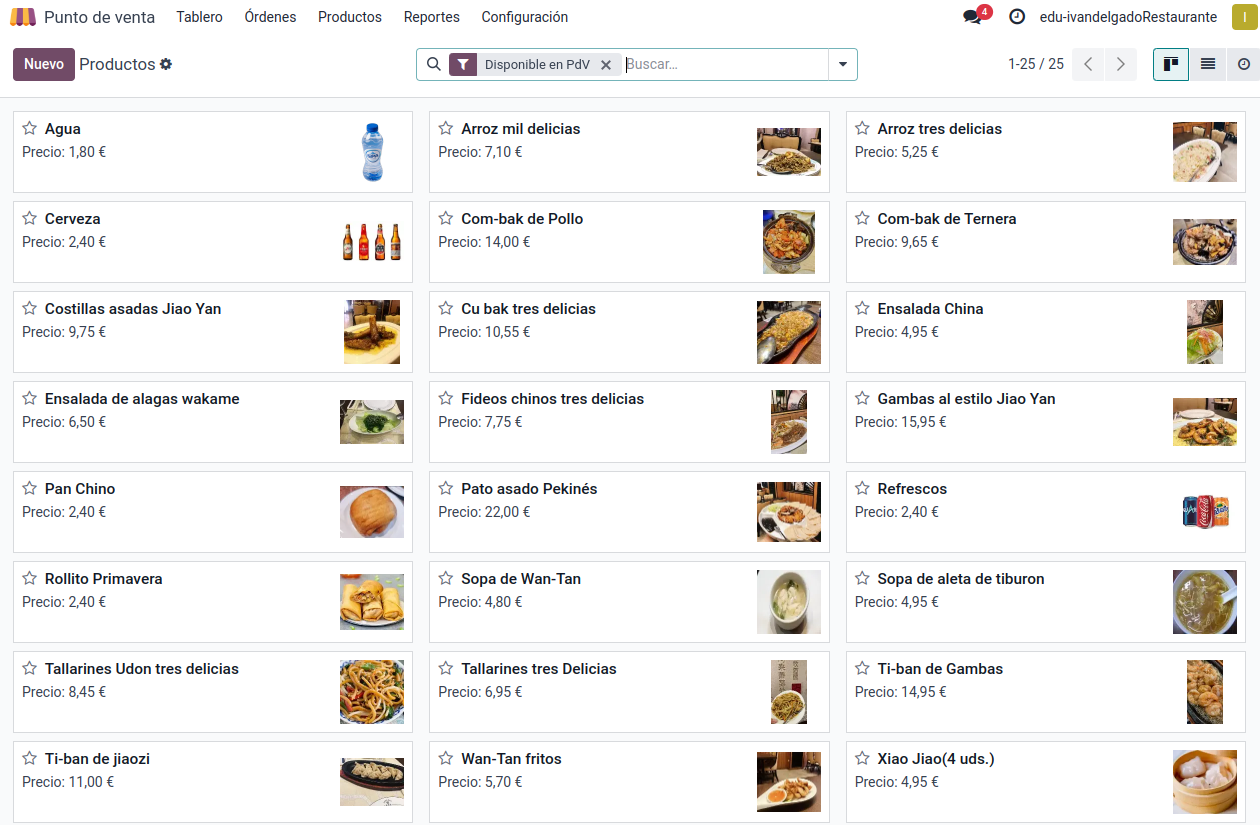 Punto de venta Tablero Órdenes Productos Reportes Configuración 4 edu-ivandelgadoRestaurante I
Nuevo Productos Disponible en PdV Buscar... 1-25 / 25
Agua
Precio: 1,80 €
Arroz mil delicias
Precio: 7,10 €
Arroz tres delicias
Precio: 5,25 €
Cerveza
Precio: 2,40 €
Com-bak de Pollo
Precio: 14,00 €
Com-bak de Ternera
Precio: 9,65 €
Costillas asadas Jiao Yan
Precio: 9,75 €
Cu bak tres delicias
Precio: 10,55 €
Ensalada China
Precio: 4,95 €
Ensalada de alagas wakame
Precio: 6,50 €
Fideos chinos tres delicias
Precio: 7,75 €
Gambas al estilo Jiao Yan
Precio: 15,95 €
Pan Chino
Precio: 2,40 €
Pato asado Pekinés
Precio: 22,00 €
Refrescos
Precio: 2,40 €
Rollito Primavera
Precio: 2,40 €
Sopa de Wan-Tan
Precio: 4,80 €
Sopa de aleta de tiburon
Precio: 4,95 €
Tallarines Udon tres delicias
Precio: 8,45 €
Tallarines tres Delicias
Precio: 6,95 €
Ti-ban de Gambas
Precio: 14,95 €
Ti-ban de jiaozi
Precio: 11,00 €
Wan-Tan fritos
Precio: 5,70 €
Xiao Jiao(4 uds.)
Precio: 4,95 €